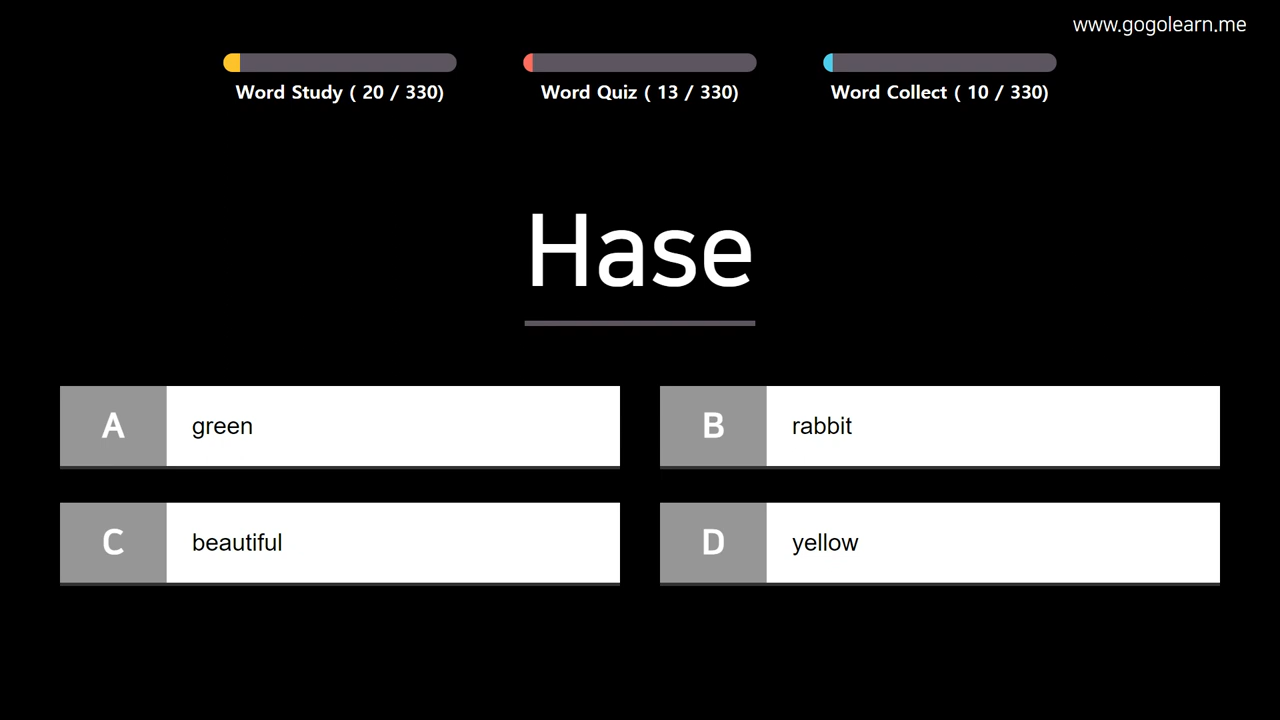 www.gogolearn.me
Word Study ( 20 / 330)
Word Quiz ( 13 / 330)
Word Collect ( 10 / 330)
Hase
A green
B rabbit
C beautiful
D yellow